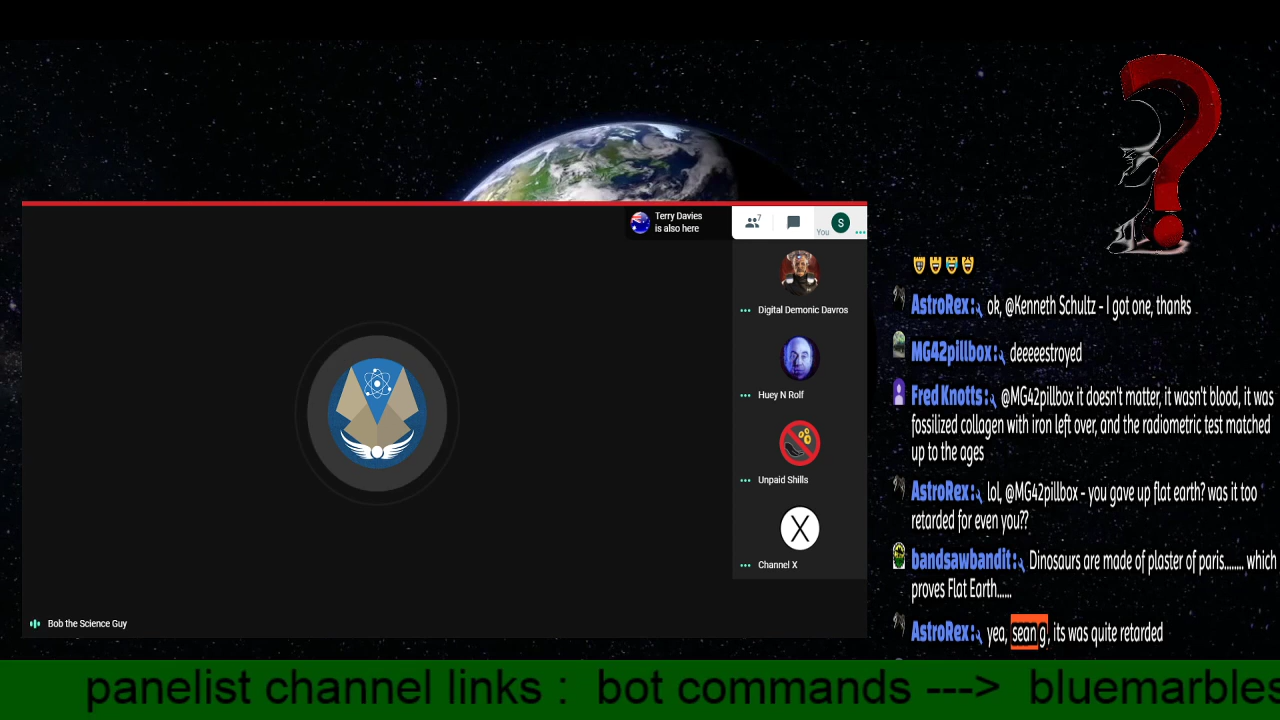 Terry Davies
is also here
7
You
S
Digital Demonic Davros
Huey N Rolf
Unpaid Shills
X
Channel X
Bob the Science Guy
?
AstroRex: ok, @Kenneth Schultz - I got one, thanks
MG42pillbox: deeeeestroyed
Fred Knotts: @MG42pillbox it doesn't matter, it wasn't blood, it was
fossilized collagen with iron left over, and the radiometric test matched
up to the ages
AstroRex: lol, @MG42pillbox - you gave up flat earth? was it too
retarded for even you??
bandsawbandit: Dinosaurs are made of plaster of paris....... which
proves Flat Earth.....
AstroRex: yea, sean g, its was quite retarded
panelist channel links : bot commands ---> bluemarbles